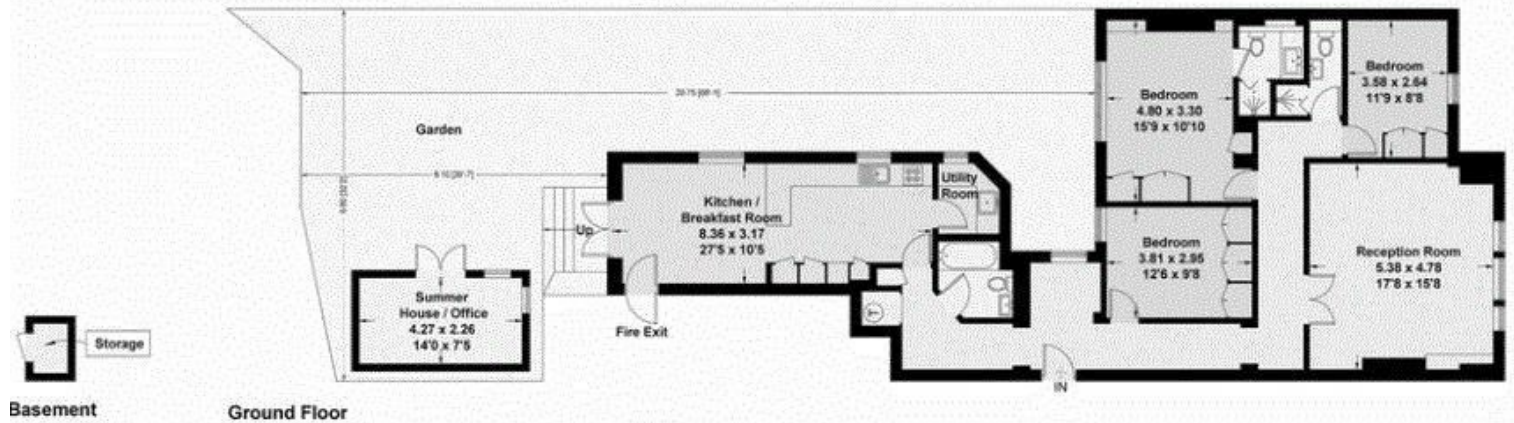 Garden
Bedroom
4.80 x 3.30
15'9 x 10'10
Bedroom
3.58 x 2.64
11'9 x 8'8
Kitchen /
Breakfast Room
8.36 x 3.17
27'5 x 10'5
Utility
Room
Up
Bedroom
3.81 x 2.95
12'6 x 9'8
Reception Room
5.38 x 4.78
17'8 x 15'8
Summer
House / Office
4.27 x 2.26
14'0 x 7'5
Fire Exit
T
Storage
IN
Basement
Ground Floor